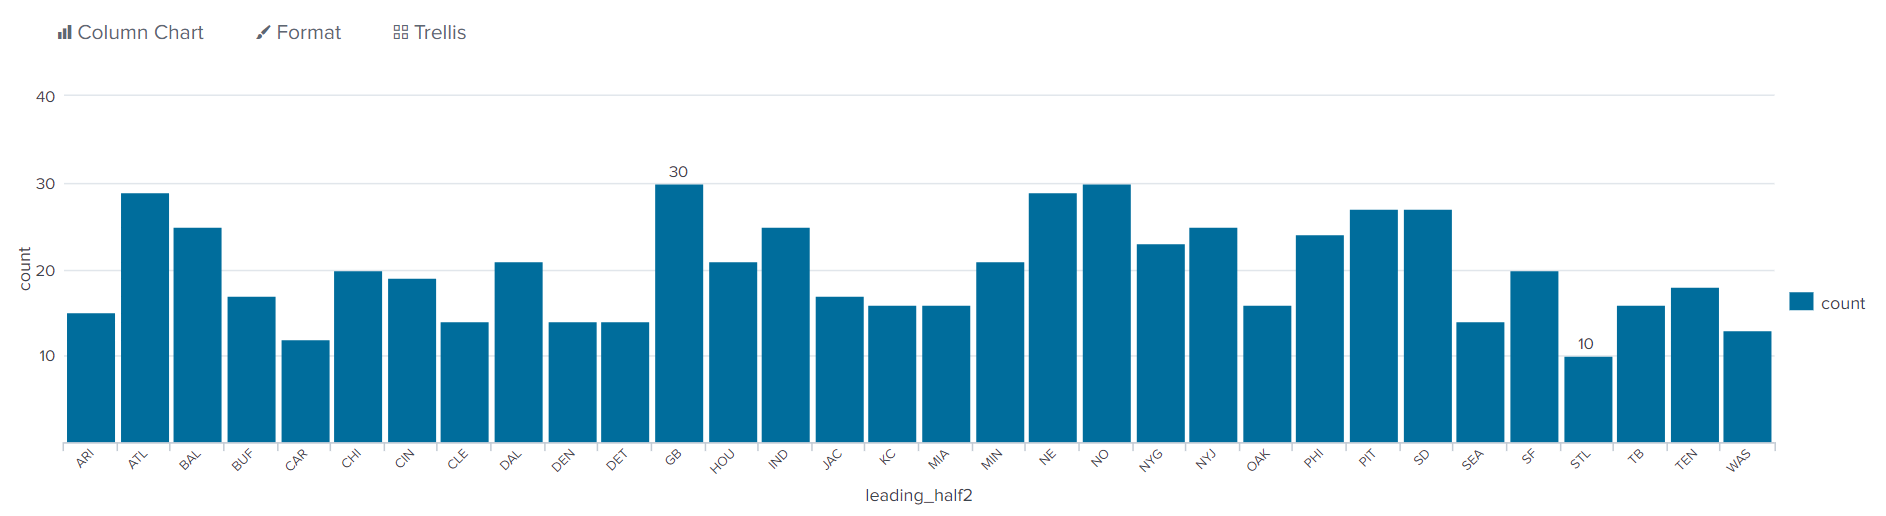 Column Chart Format Trellis
40
30
20
10
count
30
10
ARI ATL BAL BUF CAR CHI CIN CLE DAL DEN DET GB HOU IND JAC KC MIA MIN NE NO NYG NYJ OAK PHI PIT SD SEA SF STL TB TEN WAS
leading_half2
count